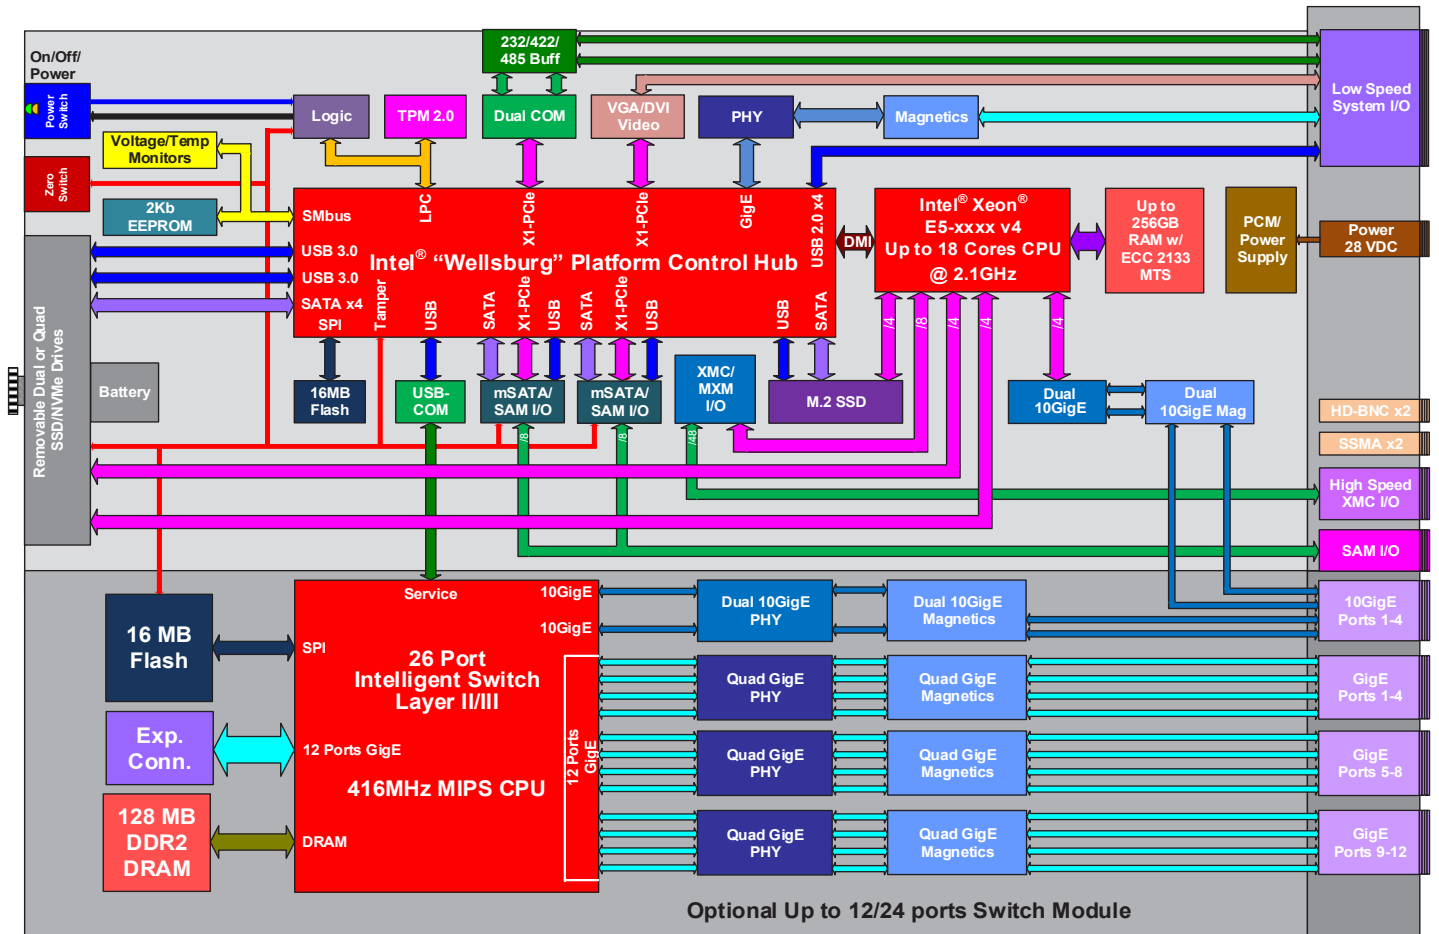 On/Off/
Power
Power
Switch
Zero
Switch
Voltage/Temp
Monitors
2Kb
EEPROM
Logic
TPM 2.0
232/422/
485 Buff
Dual COM
VGA/DVI
Video
PHY
Magnetics
Low Speed
System I/O
SMbus
USB 3.0
USB 3.0
SATA x4
SPI
LPC
X1-PCIe
X1-PCIe
GigE
USB 2.0 x4
Intel® “Wellsburg” Platform Control Hub
Tamper
USB
SATA
X1-PCIe
USB
SATA
X1-PCIe
USB
USB
SATA
DMI
Intel® Xeon®
E5-xxxx v4
Up to 18 Cores CPU
@ 2.1GHz
/4
/8
/4
/4
/4
Up to
256GB
RAM w/
ECC 2133
MTS
PCM/
Power
Supply
Power
28 VDC
Removable Dual or Quad
SSD/NVMe Drives
Battery
16MB
Flash
USB-
COM
mSATA/
SAM I/O
mSATA/
SAM I/O
XMC/
MXM
I/O
M.2 SSD
Dual
10GigE
Dual
10GigE Mag
/8
/8
/48
HD-BNC x2
SSMA x2
High Speed
XMC I/O
SAM I/O
16 MB
Flash
Exp.
Conn.
128 MB
DDR2
DRAM
Service
10GigE
10GigE
SPI
26 Port
Intelligent Switch
Layer II/III
12 Ports GigE
416MHz MIPS CPU
DRAM
12 Ports
GigE
Dual 10GigE
PHY
Dual 10GigE
Magnetics
10GigE
Ports 1-4
Quad GigE
PHY
Quad GigE
Magnetics
GigE
Ports 1-4
Quad GigE
PHY
Quad GigE
Magnetics
GigE
Ports 5-8
Quad GigE
PHY
Quad GigE
Magnetics
GigE
Ports 9-12
Optional Up to 12/24 ports Switch Module